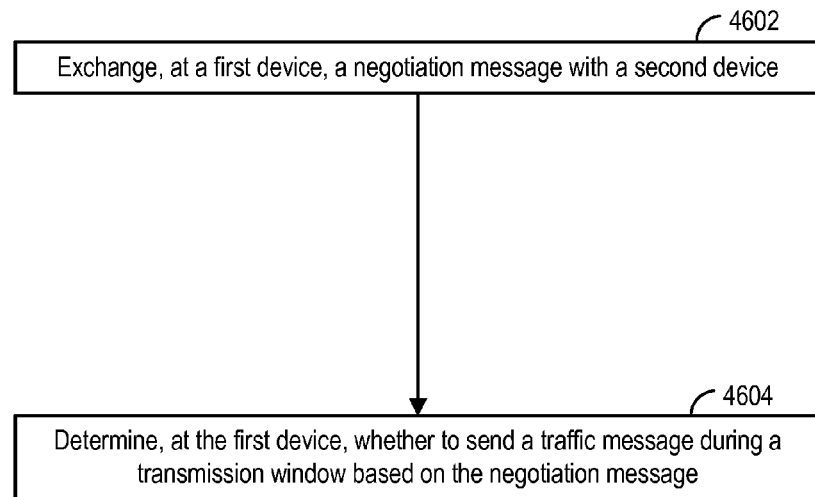 4602
Exchange, at a first device, a negotiation message with a second device
4604
Determine, at the first device, whether to send a traffic message during a
transmission window based on the negotiation message